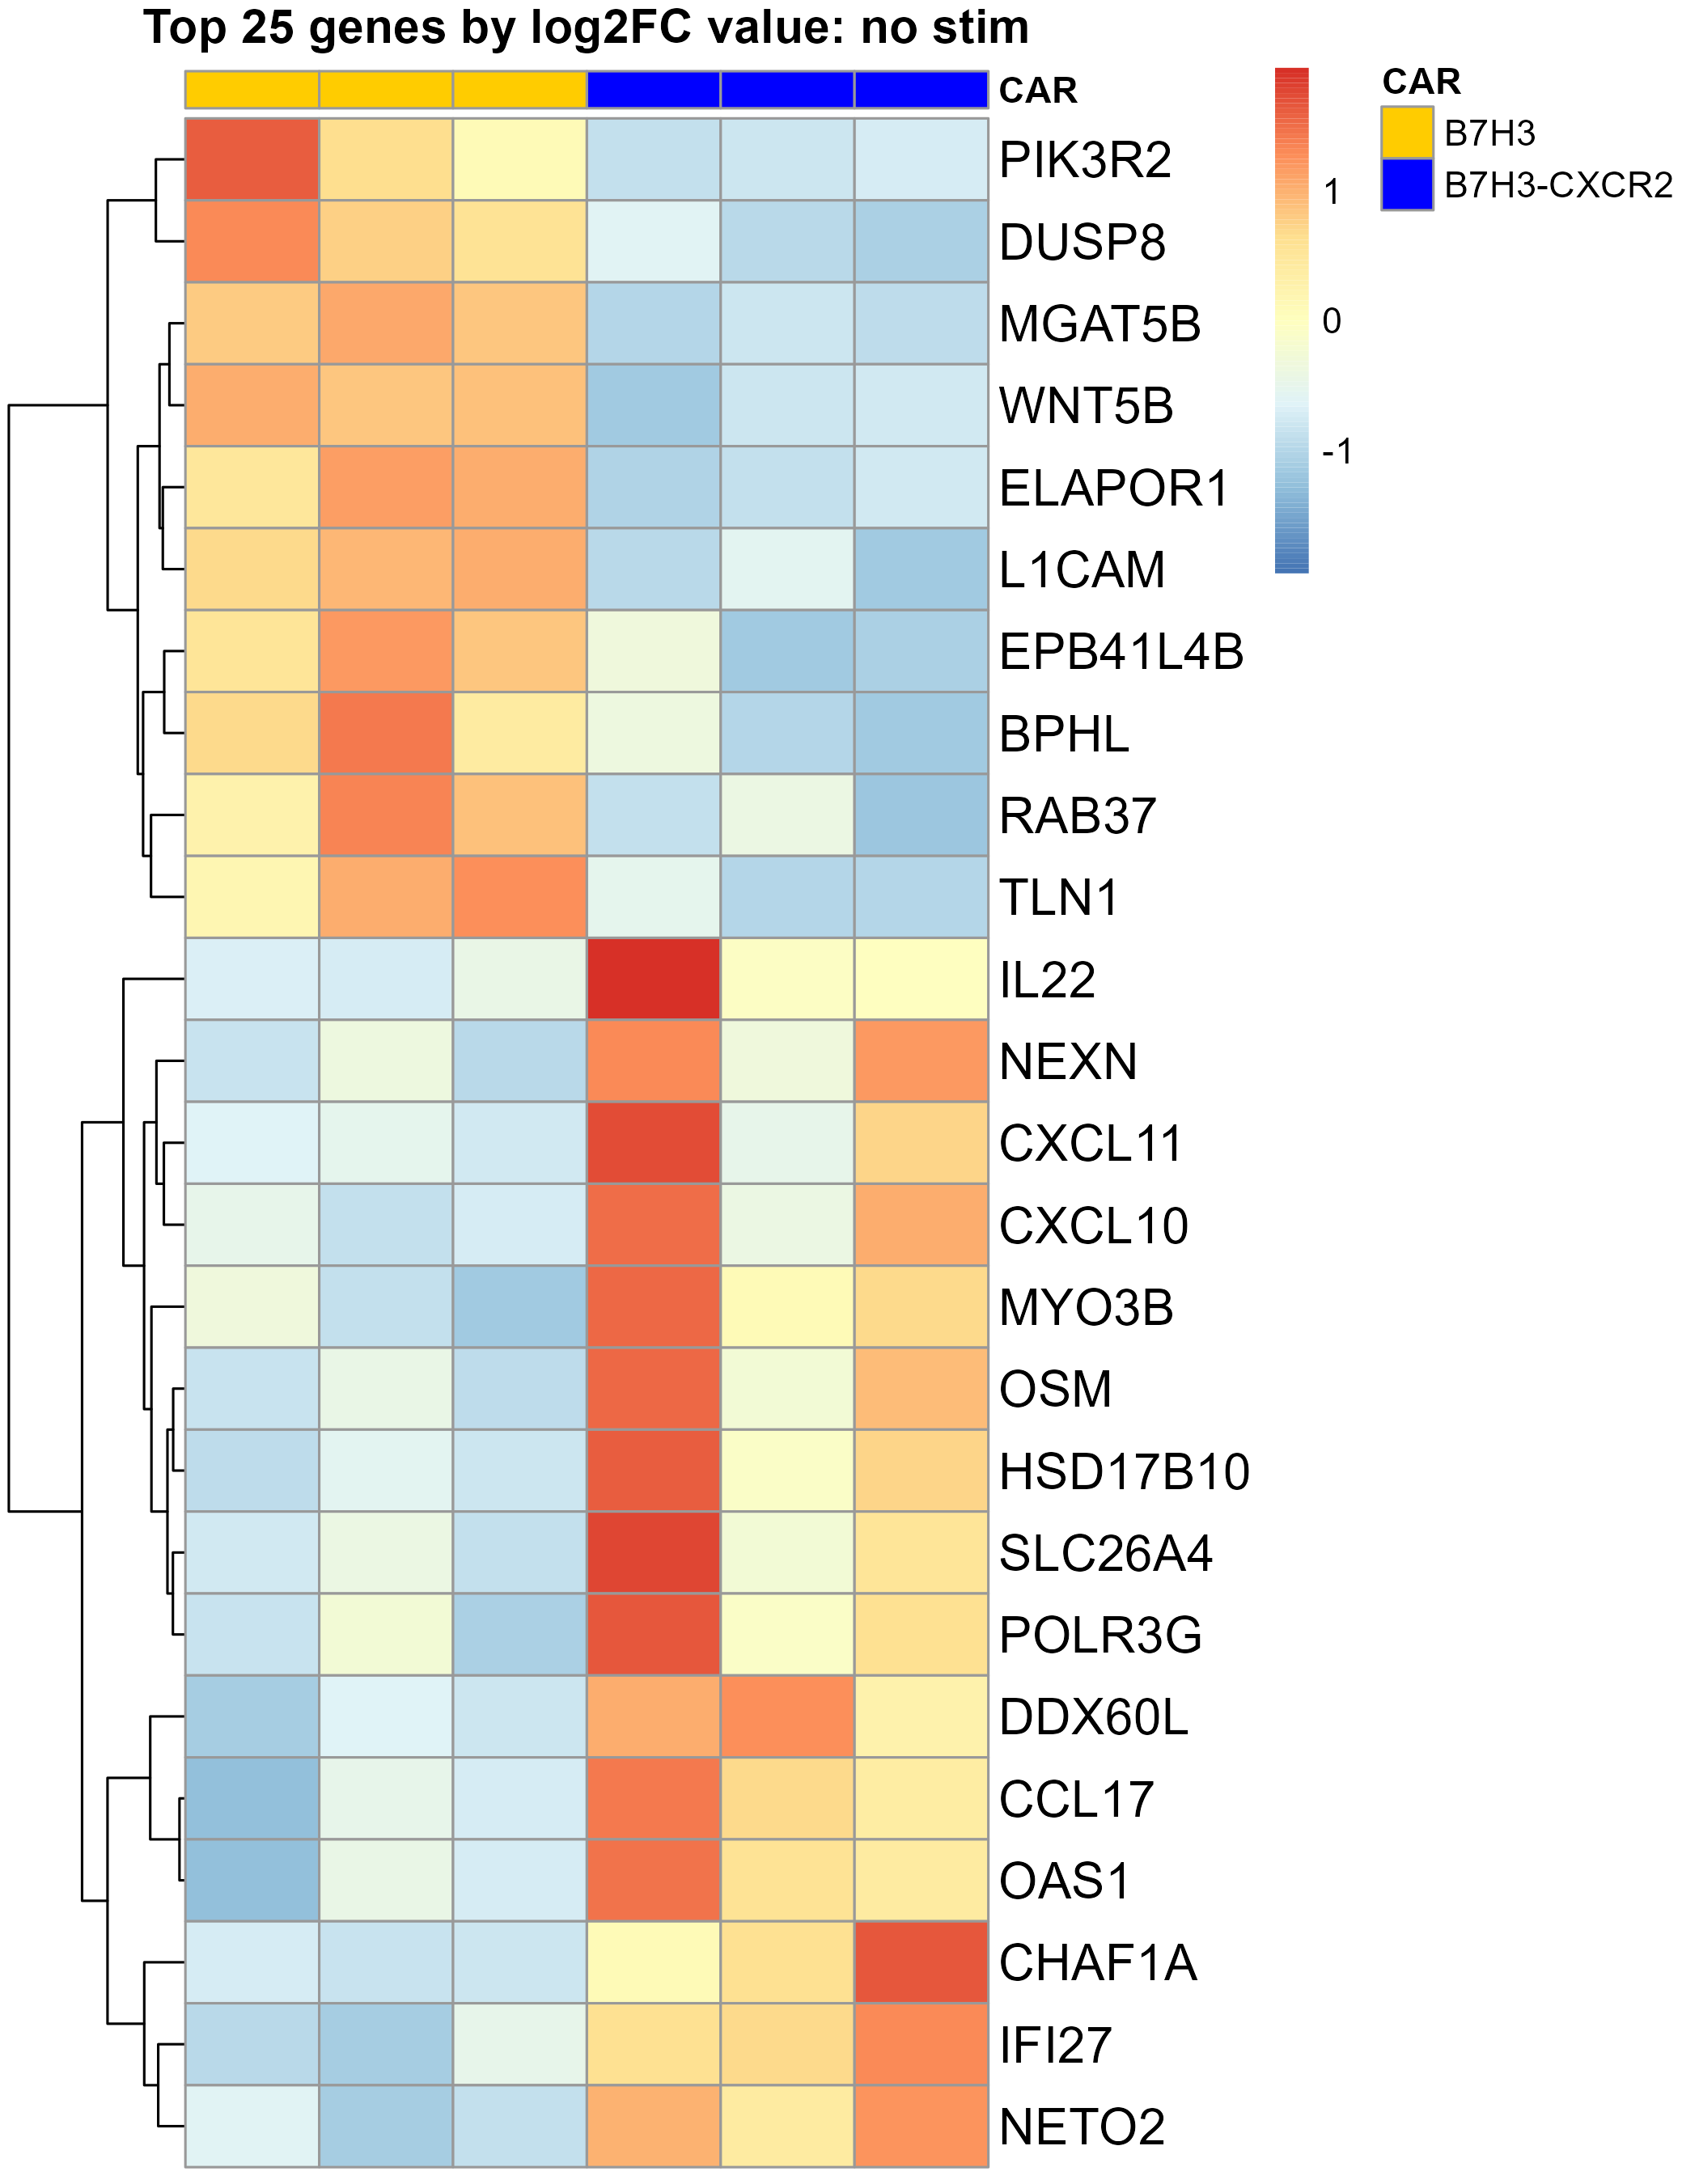 Top 25 genes by log2FC value: no stim
CAR
PIK3R2
DUSP8
MGAT5B
WNT5B
ELAPOR1
L1CAM
EPB41L4B
BPHL
RAB37
TLN1
IL22
NEXN
CXCL11
CXCL10
MYO3B
OSM
HSD17B10
SLC26A4
POLR3G
DDX60L
CCL17
OAS1
CHAF1A
IFI27
NETO2
1
0
-1
CAR
B7H3
B7H3-CXCR2